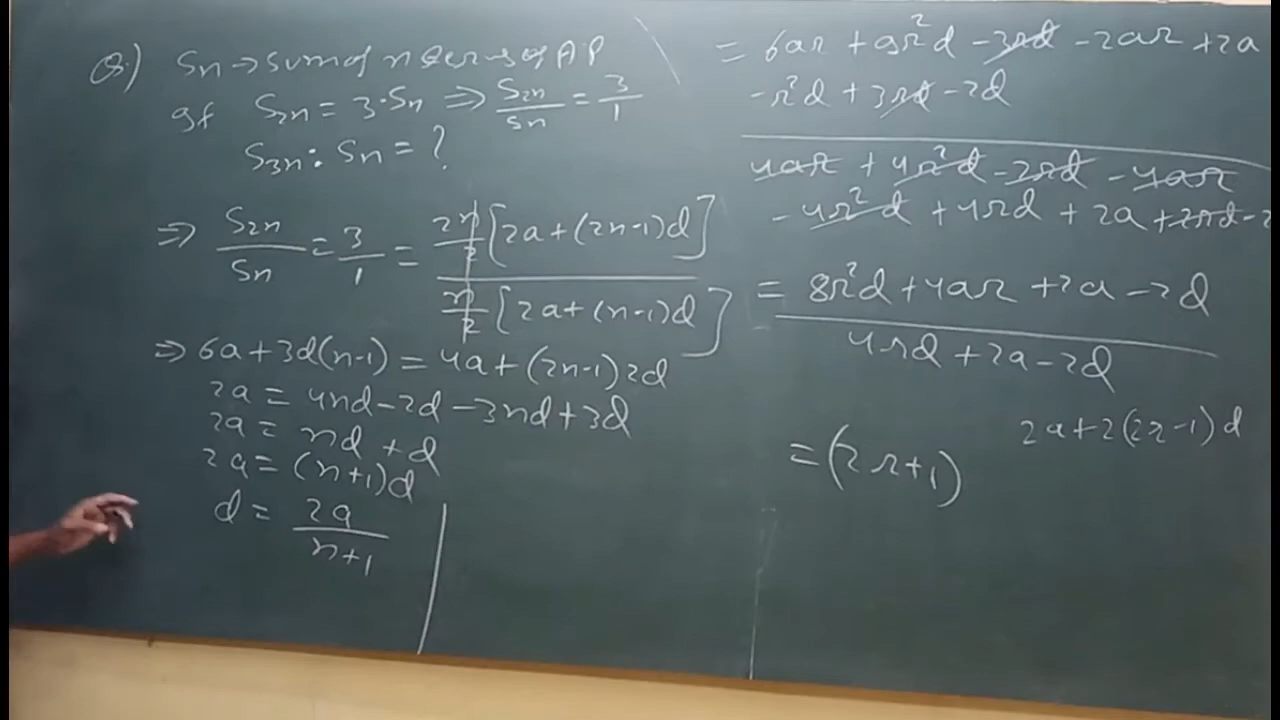 Q.) Sn → sum of n terms of AP
If S2n = 3·Sn ⇒ S2n/Sn = 3/1
S3n : Sn = ?
⇒ S2n/Sn = 3/1 = 2n/2 [2a+(2n-1)d] / n/2 [2a+(n-1)d]
⇒ 6a+3d(n-1) = 4a+(2n-1)2d
2a = 4nd-2d-3nd+3d
2a = nd+d
2a = (n+1)d
d = 2a/n+1
= 6ar + 9r²d - 3rd - 2ar + 2a
- r²d + 3rd - 2d
4ar + 4r²d - 2rd - 4ar
- 4r²d + 4rd + 2a + 2rd - 2
= 8r²d + 4ar + 2a - 2d
4rd + 2a - 2d
2a+2(2r-1)d
= (2r+1)